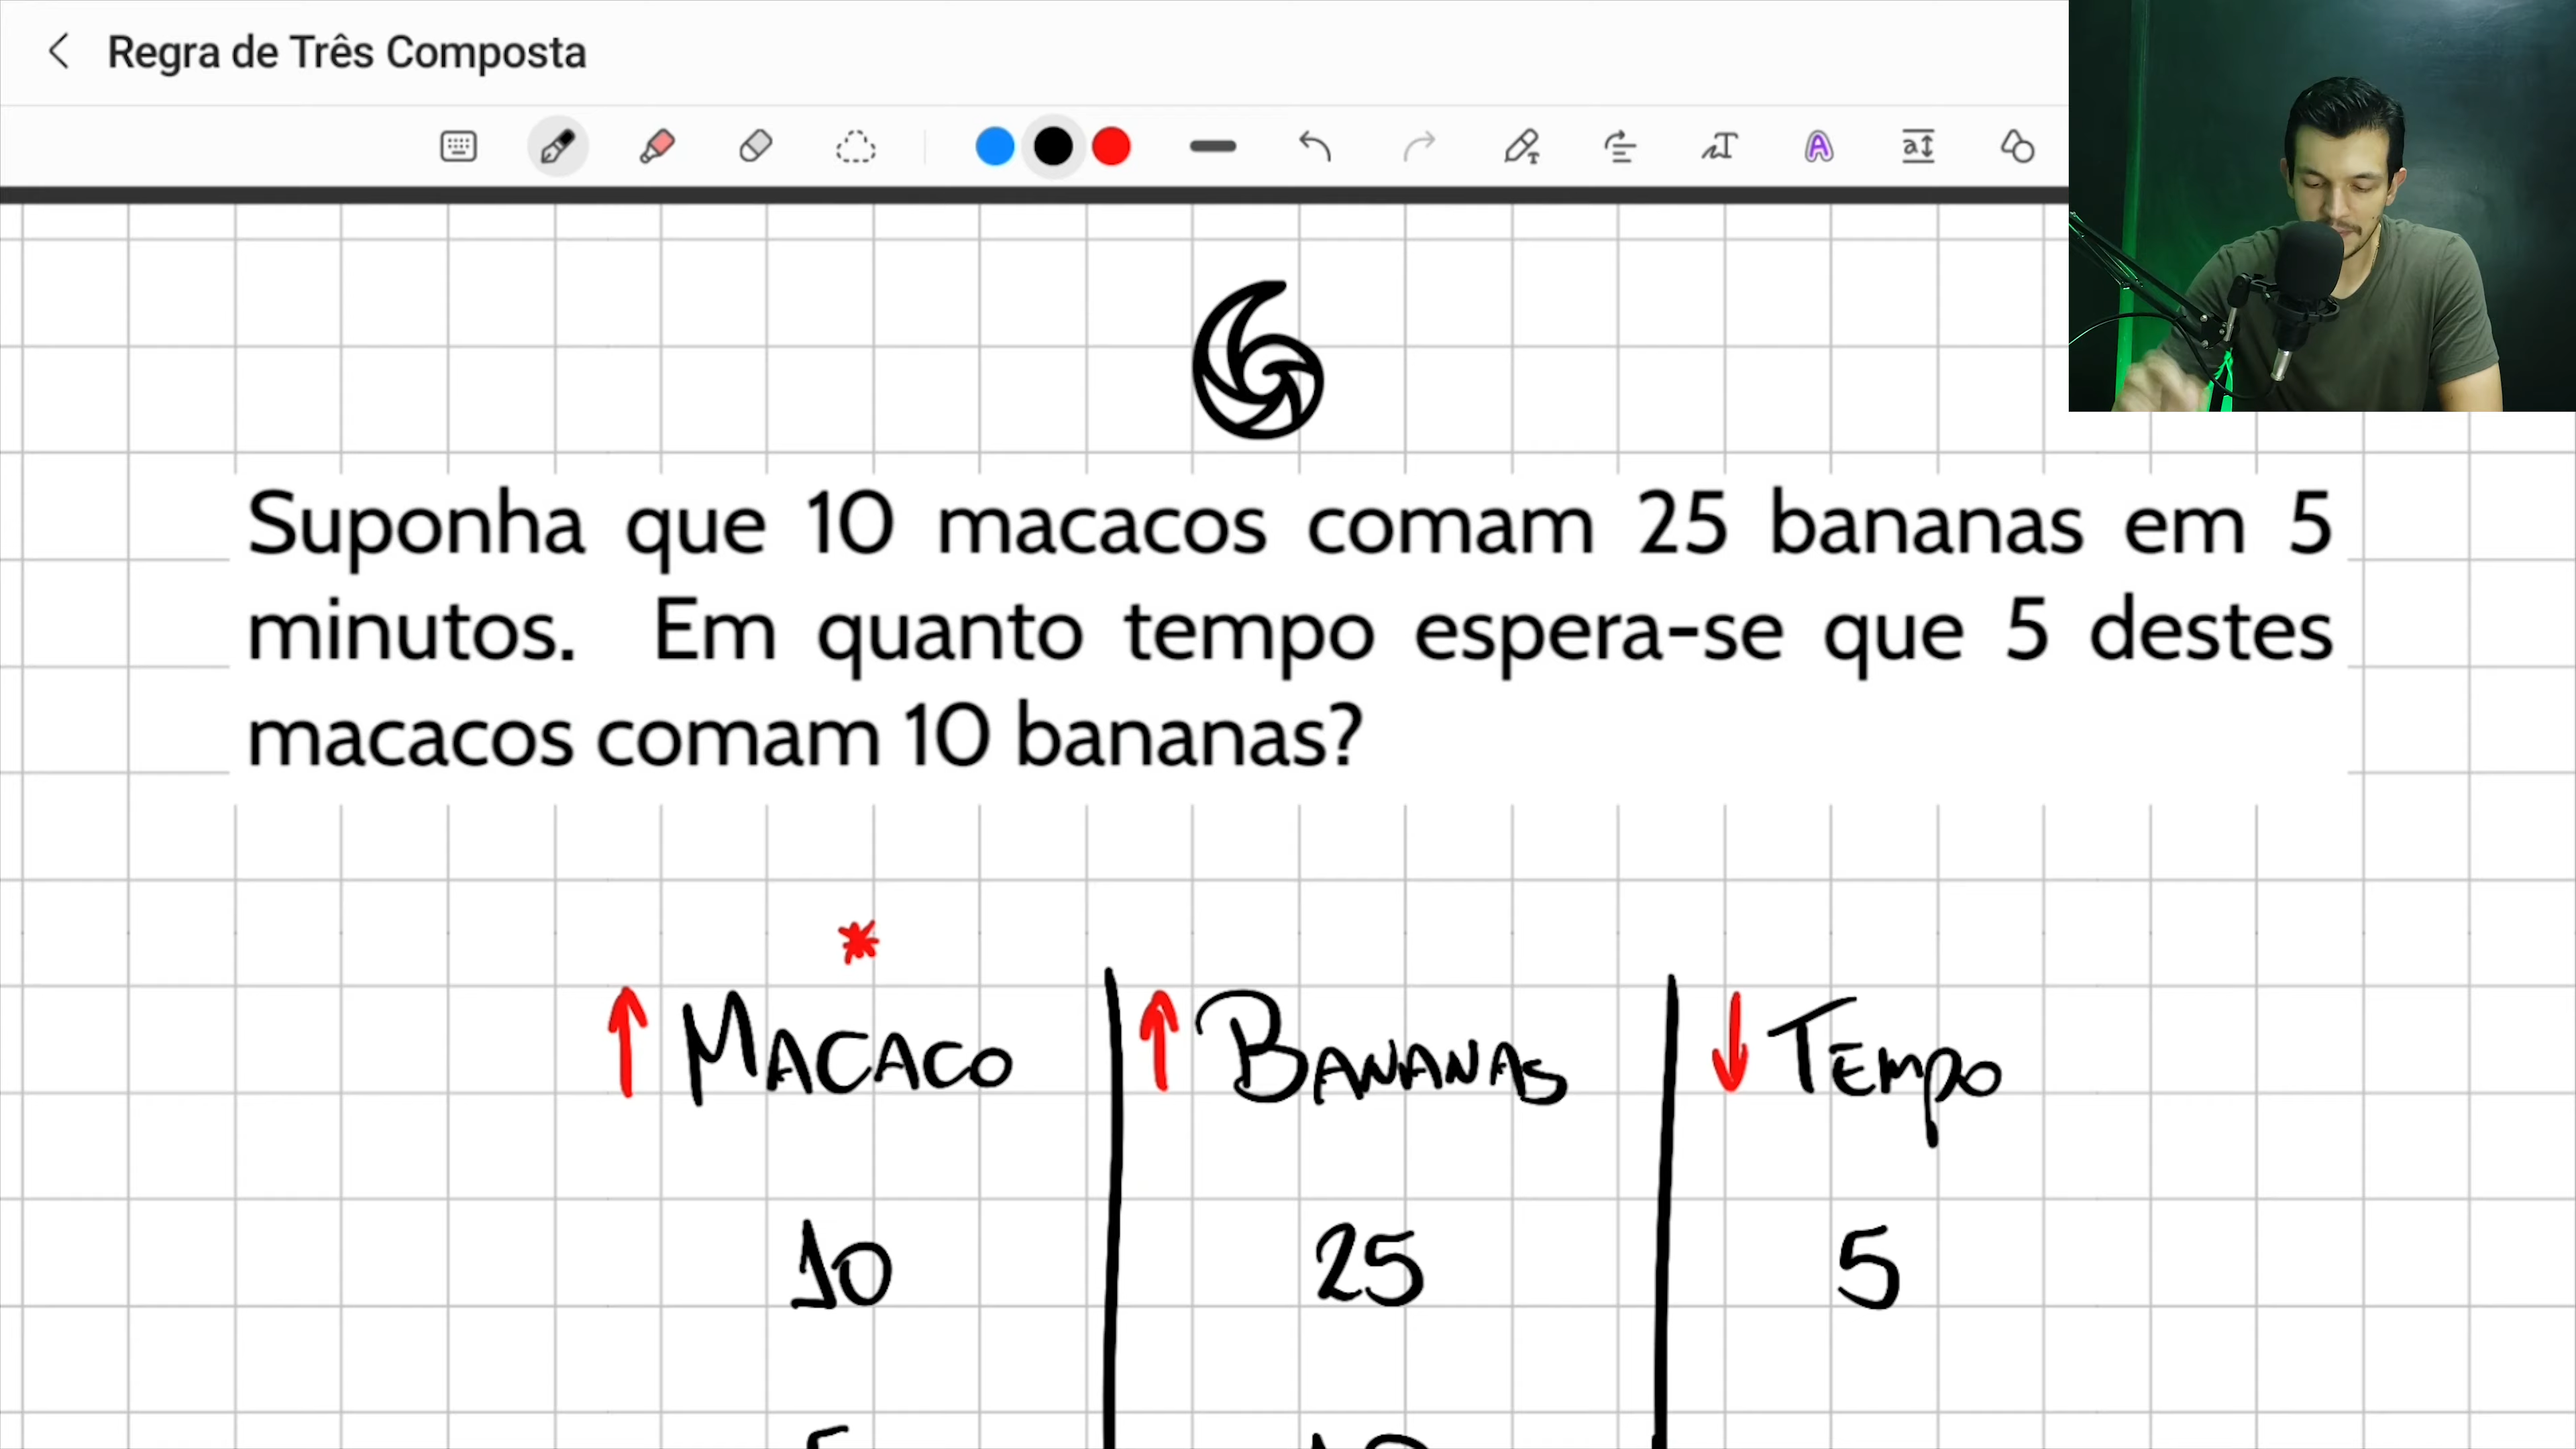 Regra de Três Composta
Suponha que 10 macacos comam 25 bananas em 5
minutos. Em quanto tempo espera-se que 5 destes
macacos comam 10 bananas?
*
↑ MACACO ↑ BANANAS ↓ TEMPO
10 25 5